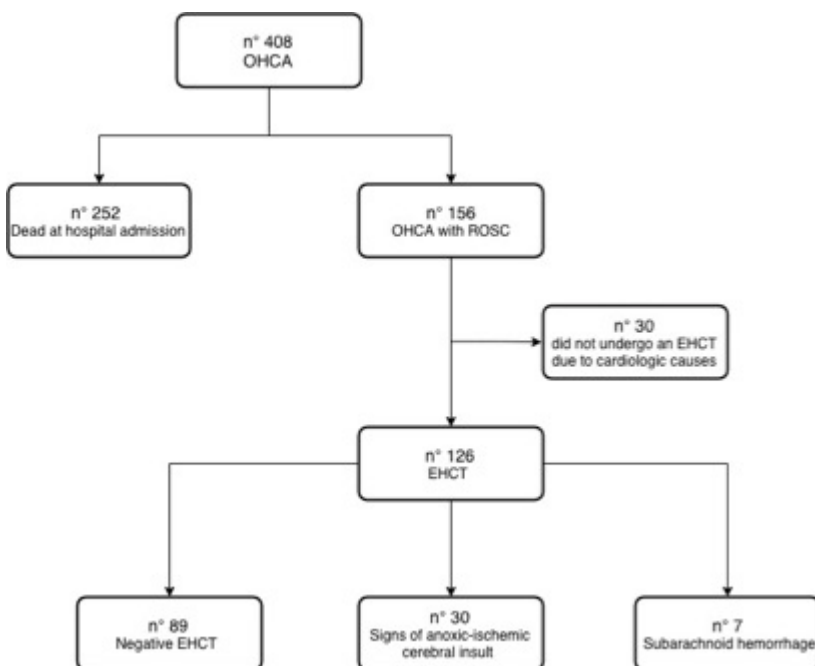 n° 408
OHCA
n° 252
Dead at hospital admission
n° 156
OHCA with ROSC
n° 30
did not undergo an EHCT
due to cardiologic causes
n° 126
EHCT
n° 89
Negative EHCT
n° 30
Signs of anoxic-ischemic
cerebral insult
n° 7
Subarachnoid hemorrhage